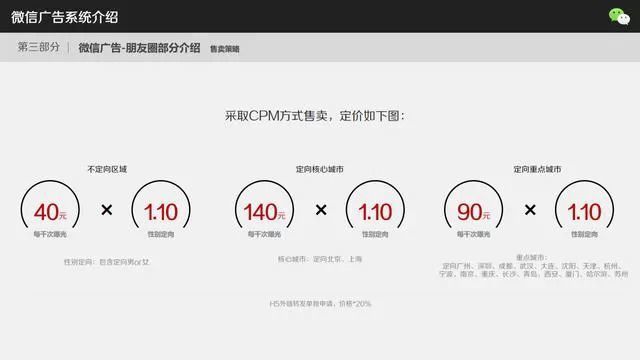 微信广告系统介绍
第三部分 | 微信广告-朋友圈部分介绍 售卖策略
采取CPM方式售卖，定价如下图：
不定向区域 定向核心城市 定向重点城市
40元 × 1.10 140元 × 1.10 90元 × 1.10
每千次曝光 性别定向 每千次曝光 性别定向 每千次曝光 性别定向
性别定向：包含定向男or女 核心城市：定向北京、上海 重点城市：
定向广州、深圳、成都、武汉、大连、沈阳、天津、杭州、
宁波、南京、重庆、长沙、青岛、西安、厦门、哈尔滨、苏州
H5外链转发单独申请，价格*20%